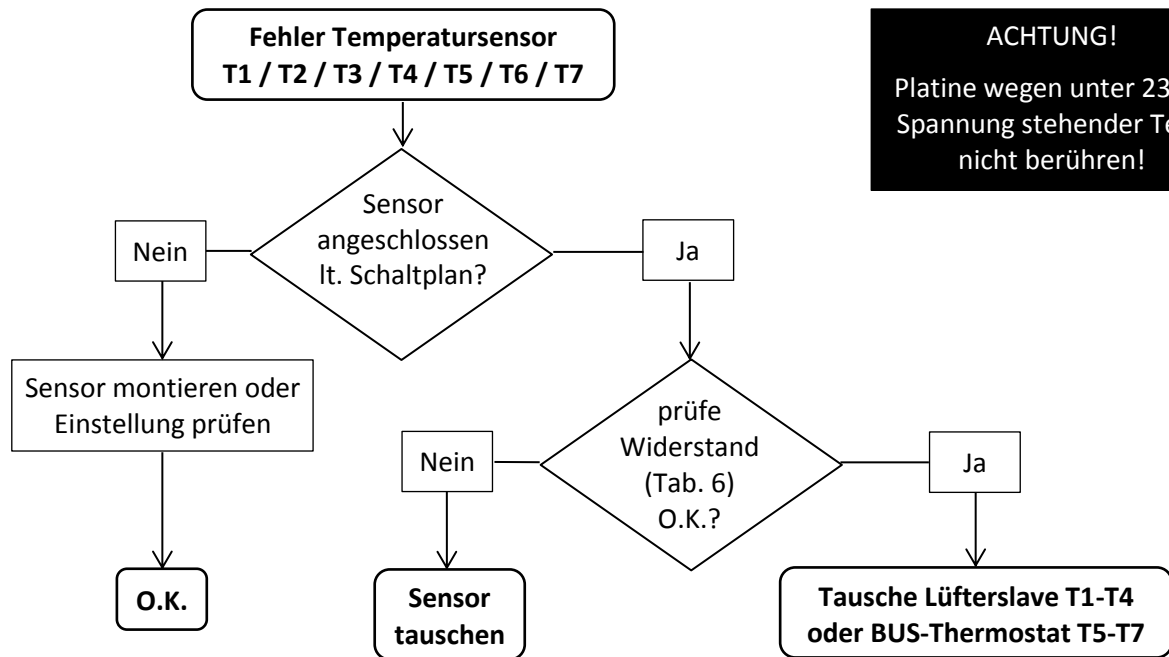 Fehler Temperatursensor
T1 / T2 / T3 / T4 / T5 / T6 / T7
ACHTUNG!
Platine wegen unter
Spannung stehender
nicht berühren!
Sensor
angeschlossen
lt. Schaltplan?
Nein
Ja
Sensor montieren oder
Einstellung prüfen
prüfe
Widerstand
(Tab. 6)
O.K.?
Nein
Ja
O.K.
Sensor
tauschen
Tausche Lüfterslave T1-T4
oder BUS-Thermostat T5-T7